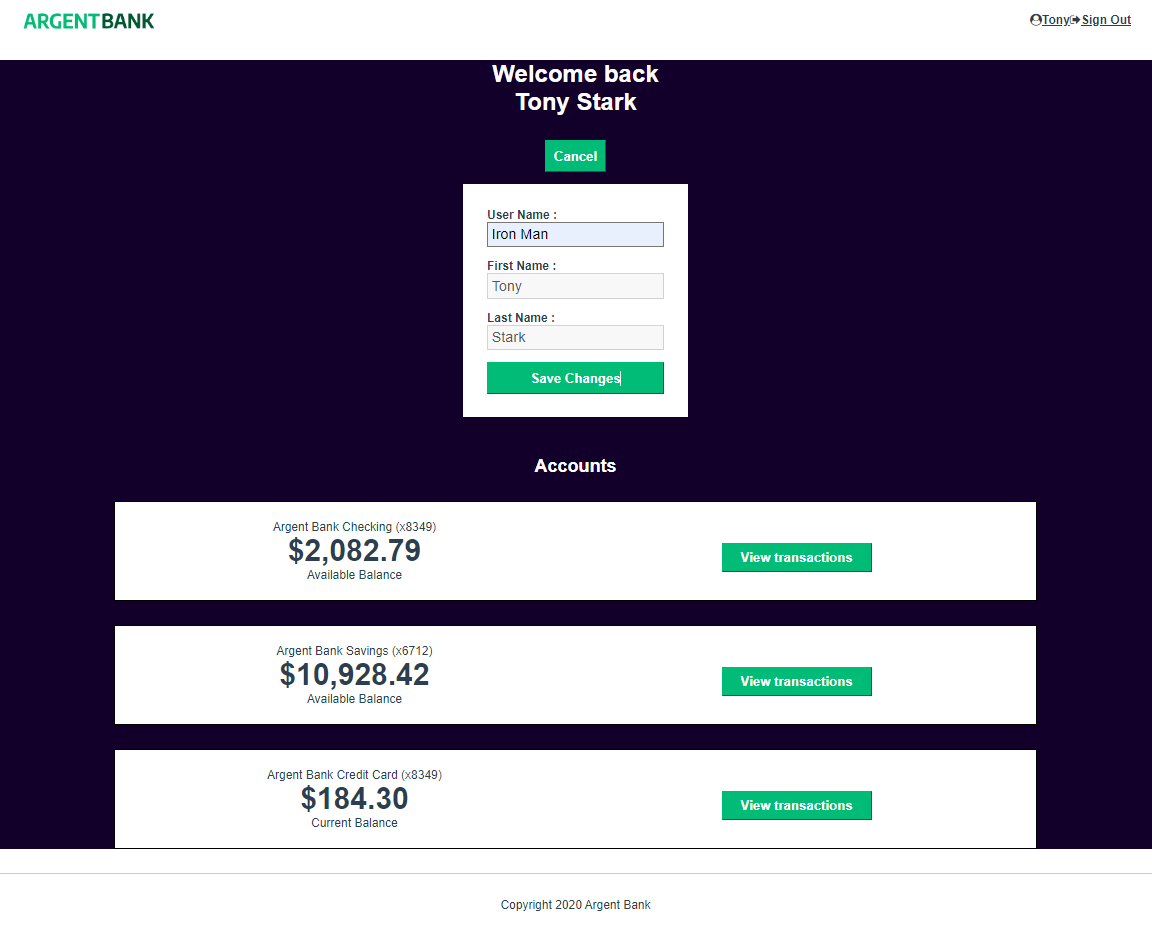 ARGENTBANK
Tony Sign Out
Welcome back
Tony Stark
Cancel
User Name :
Iron Man
First Name :
Tony
Last Name :
Stark
Save Changes
Accounts
Argent Bank Checking (x8349)
$2,082.79
Available Balance
View transactions
Argent Bank Savings (x6712)
$10,928.42
Available Balance
View transactions
Argent Bank Credit Card (x8349)
$184.30
Current Balance
View transactions
Copyright 2020 Argent Bank